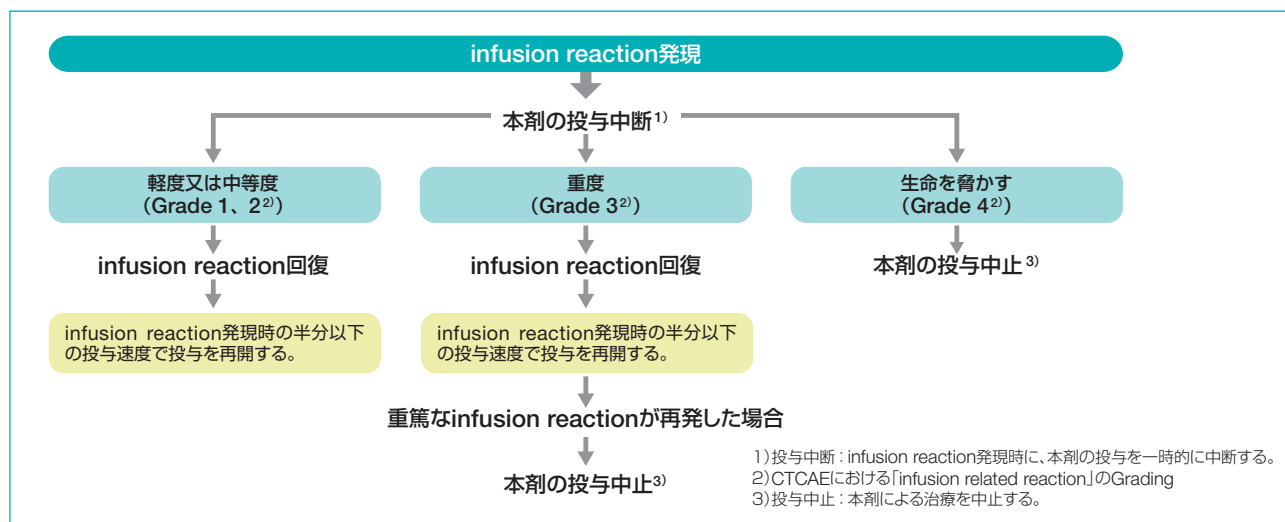 infusion reaction発現
本剤の投与中断1)
軽度又は中等度
（Grade 1、22)）
重度
（Grade 32)）
生命を脅かす
（Grade 42)）
infusion reaction回復
infusion reaction回復
本剤の投与中止3)
infusion reaction発現時の半分以下
の投与速度で投与を再開する。
infusion reaction発現時の半分以下
の投与速度で投与を再開する。
重篤なinfusion reactionが再発した場合
本剤の投与中止3)
1）投与中断：infusion reaction発現時に、本剤の投与を一時的に中断する。
2）CTCAEにおける「infusion related reaction」のGrading
3）投与中止：本剤による治療を中止する。